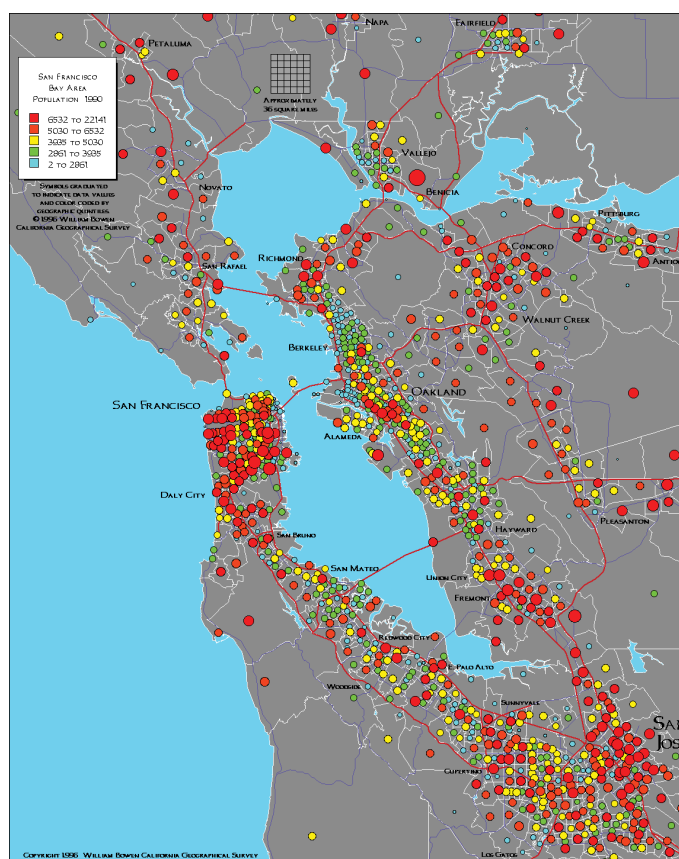 Petaluma
Napa
Fairfield
San Francisco
Bay Area
Population 1990
6532 to 22141
5030 to 6532
3935 to 5030
2861 to 3935
2 to 2861
Approximately
36 square miles
Symbols graduated
to indicate data values
and color coded by
geographic quintiles
© 1996 William Bowen
California Geographical Survey
Vallejo
Novato
Benicia
Pittsburg
Concord
Antio
Richmond
San Rafael
Walnut Creek
Berkeley
Oakland
San Francisco
Alameda
Daly City
Pleasanton
Hayward
San Bruno
San Mateo
Union City
Fremont
Redwood City
E. Palo Alto
Woodside
Sunnyvale
San
Jos
Cupertino
Los Gatos
Copyright 1996 William Bowen California Geographical Survey